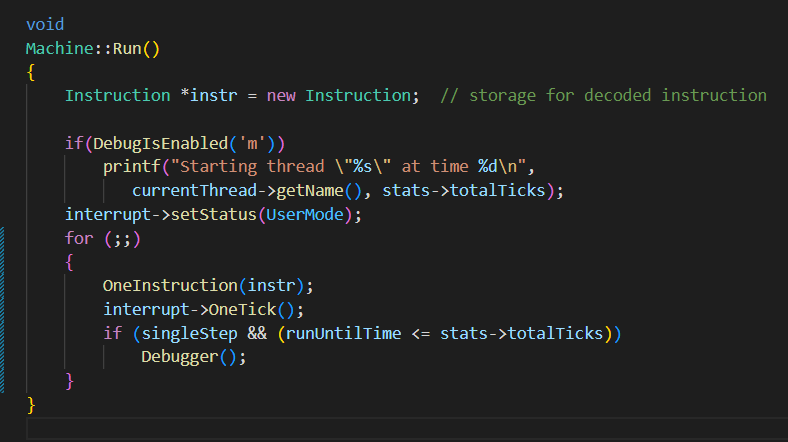 void
Machine::Run()
{
    Instruction *instr = new Instruction;  // storage for decoded instruction

    if(DebugIsEnabled('m'))
        printf("Starting thread \"%s\" at time %d\n",
           currentThread->getName(), stats->totalTicks);
    interrupt->setStatus(UserMode);
    for (;;)
    {
        OneInstruction(instr);
        interrupt->OneTick();
        if (singleStep && (runUntilTime <= stats->totalTicks))
            Debugger();
    }
}